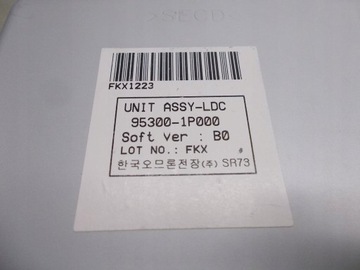 FKX1223
UNIT ASSY-LDC
95300-1P000
Soft ver : B0
LOT NO.: FKX
한국오므론전장(주) SR73